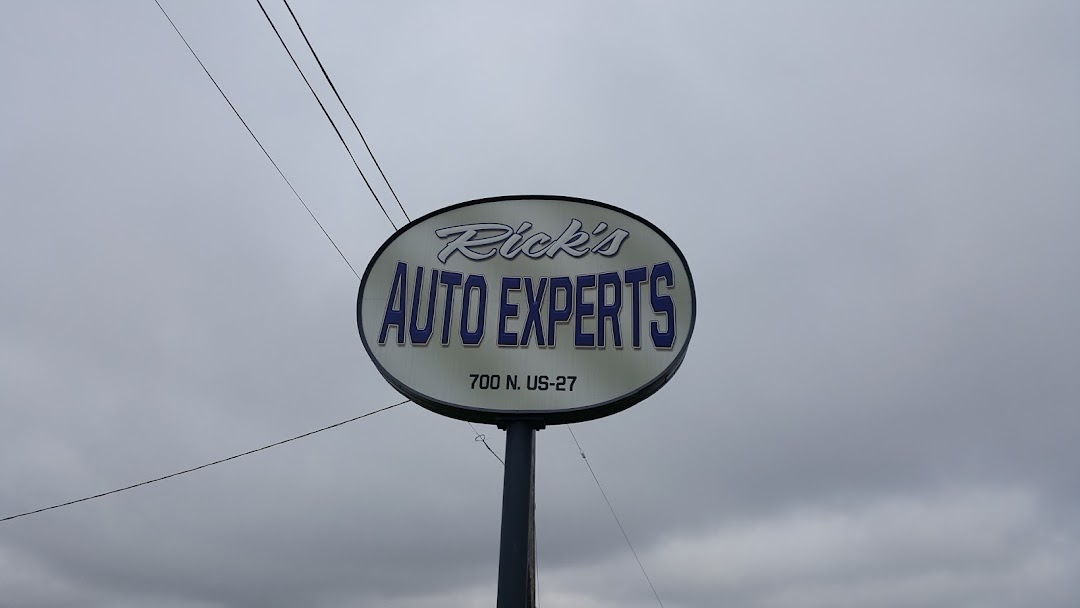 Rick's
AUTO EXPERTS
700 N. US-27